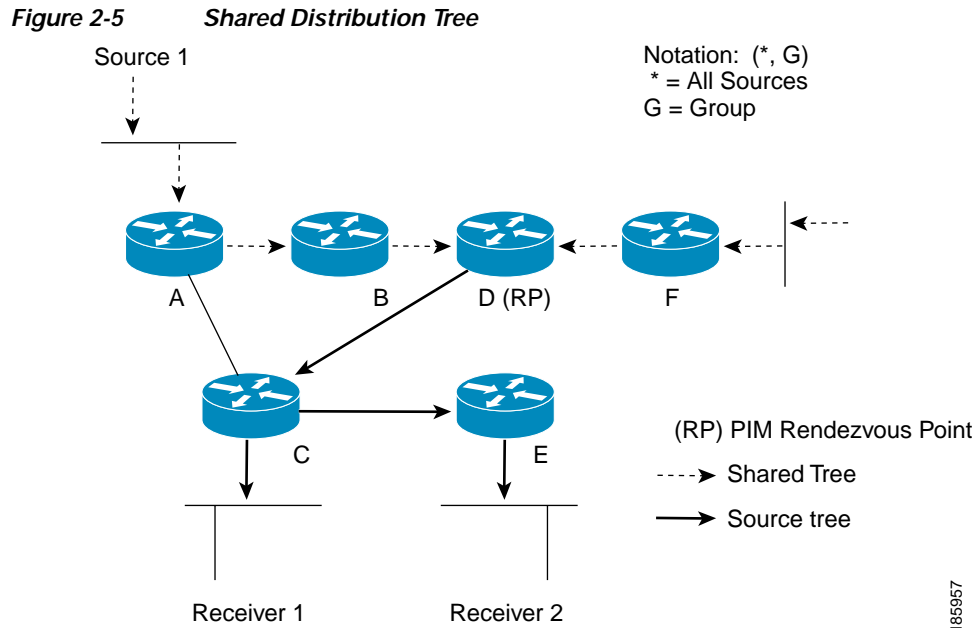 Figure 2-5 Shared Distribution Tree
Source 1
Notation: (*, G)
* = All Sources
G = Group
A
B
D (RP)
F
C
E
(RP) PIM Rendezvous Point
Shared Tree
Source tree
Receiver 1
Receiver 2
185957